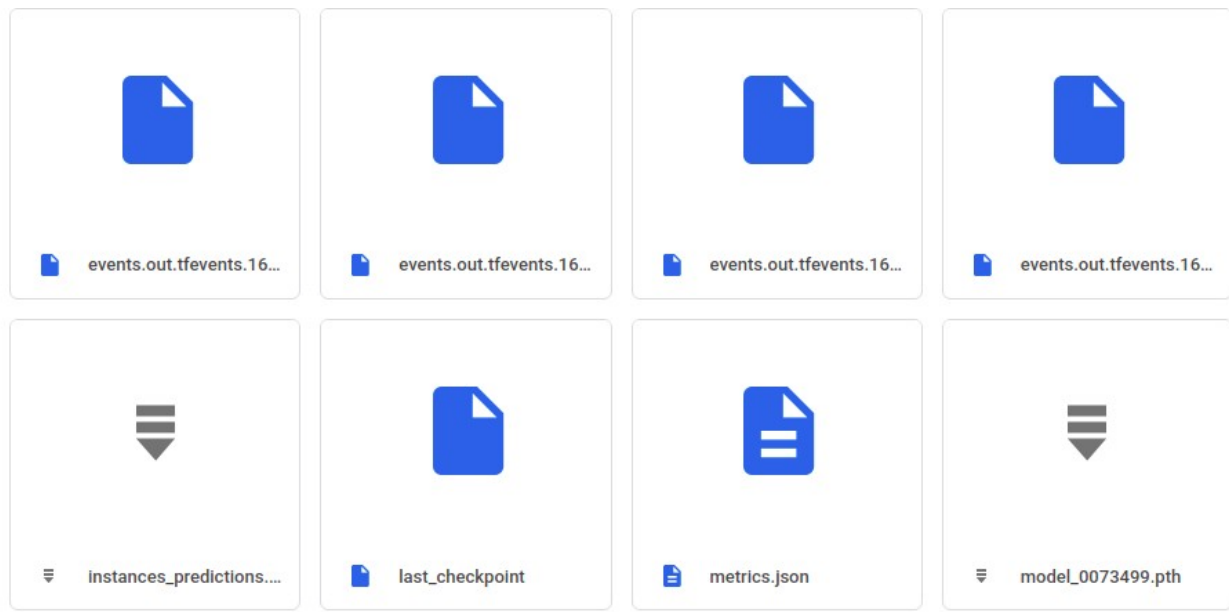 events.out.tfevents.16...
events.out.tfevents.16...
events.out.tfevents.16...
events.out.tfevents.16...
instances_predictions....
last_checkpoint
metrics.json
model_0073499.pth